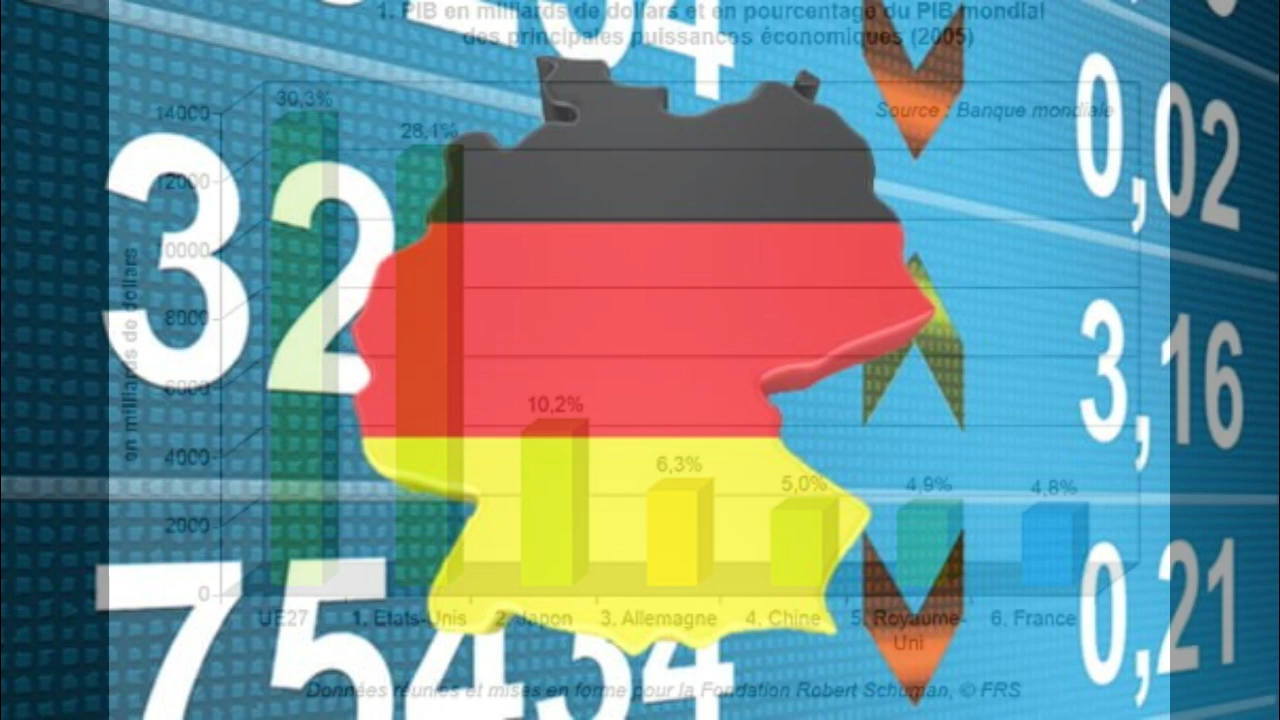 1. PIB en milliards de dollars et en pourcentage du PIB mondial
des principales puissances économiques (2005)
Source : Banque mondiale
30,3%
28,1%
14000
12000
10000
8000
6000
4000
2000
0
en milliards de dollars
10,2%
6,3%
5,0%
4,9%
4,8%
UE27
1. Etats-Unis
2. Japon
3. Allemagne
4. Chine
5. Royaume-
Uni
6. France
Données réunies et mises en forme pour la Fondation Robert Schuman, © FRS
32
0,02
3,16
0,21
75434